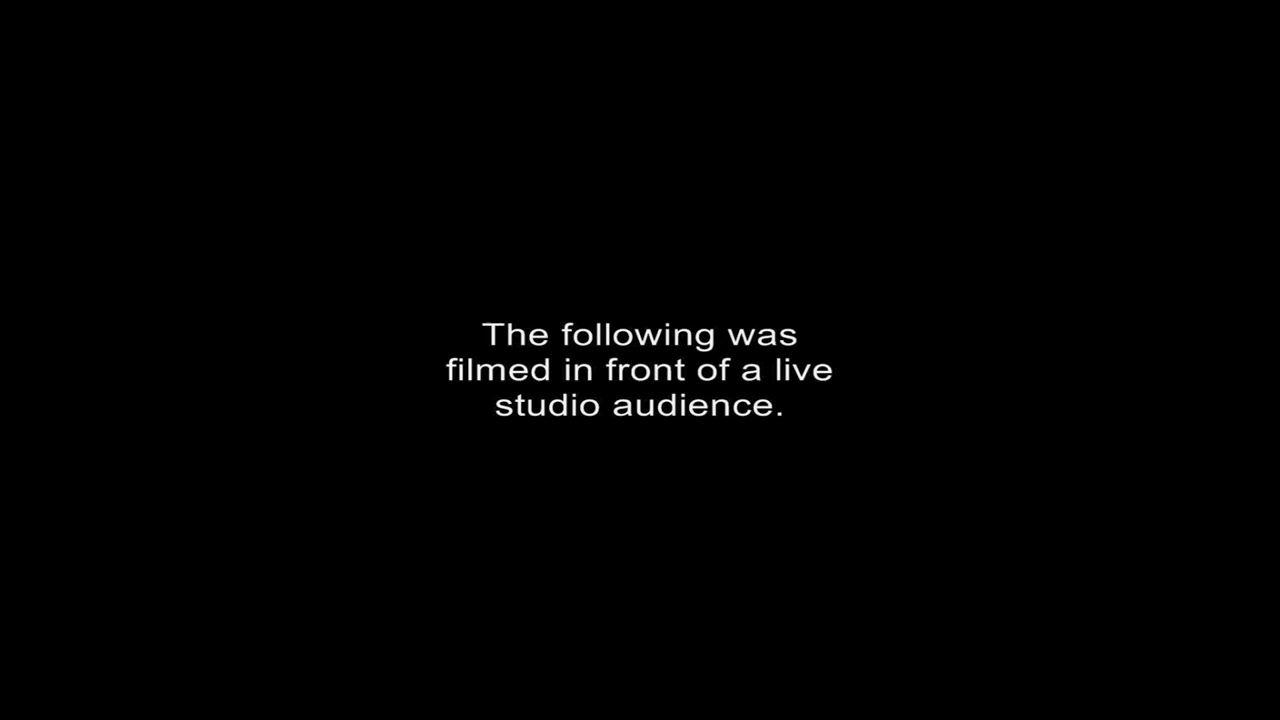 The following was
filmed in front of a live
studio audience.